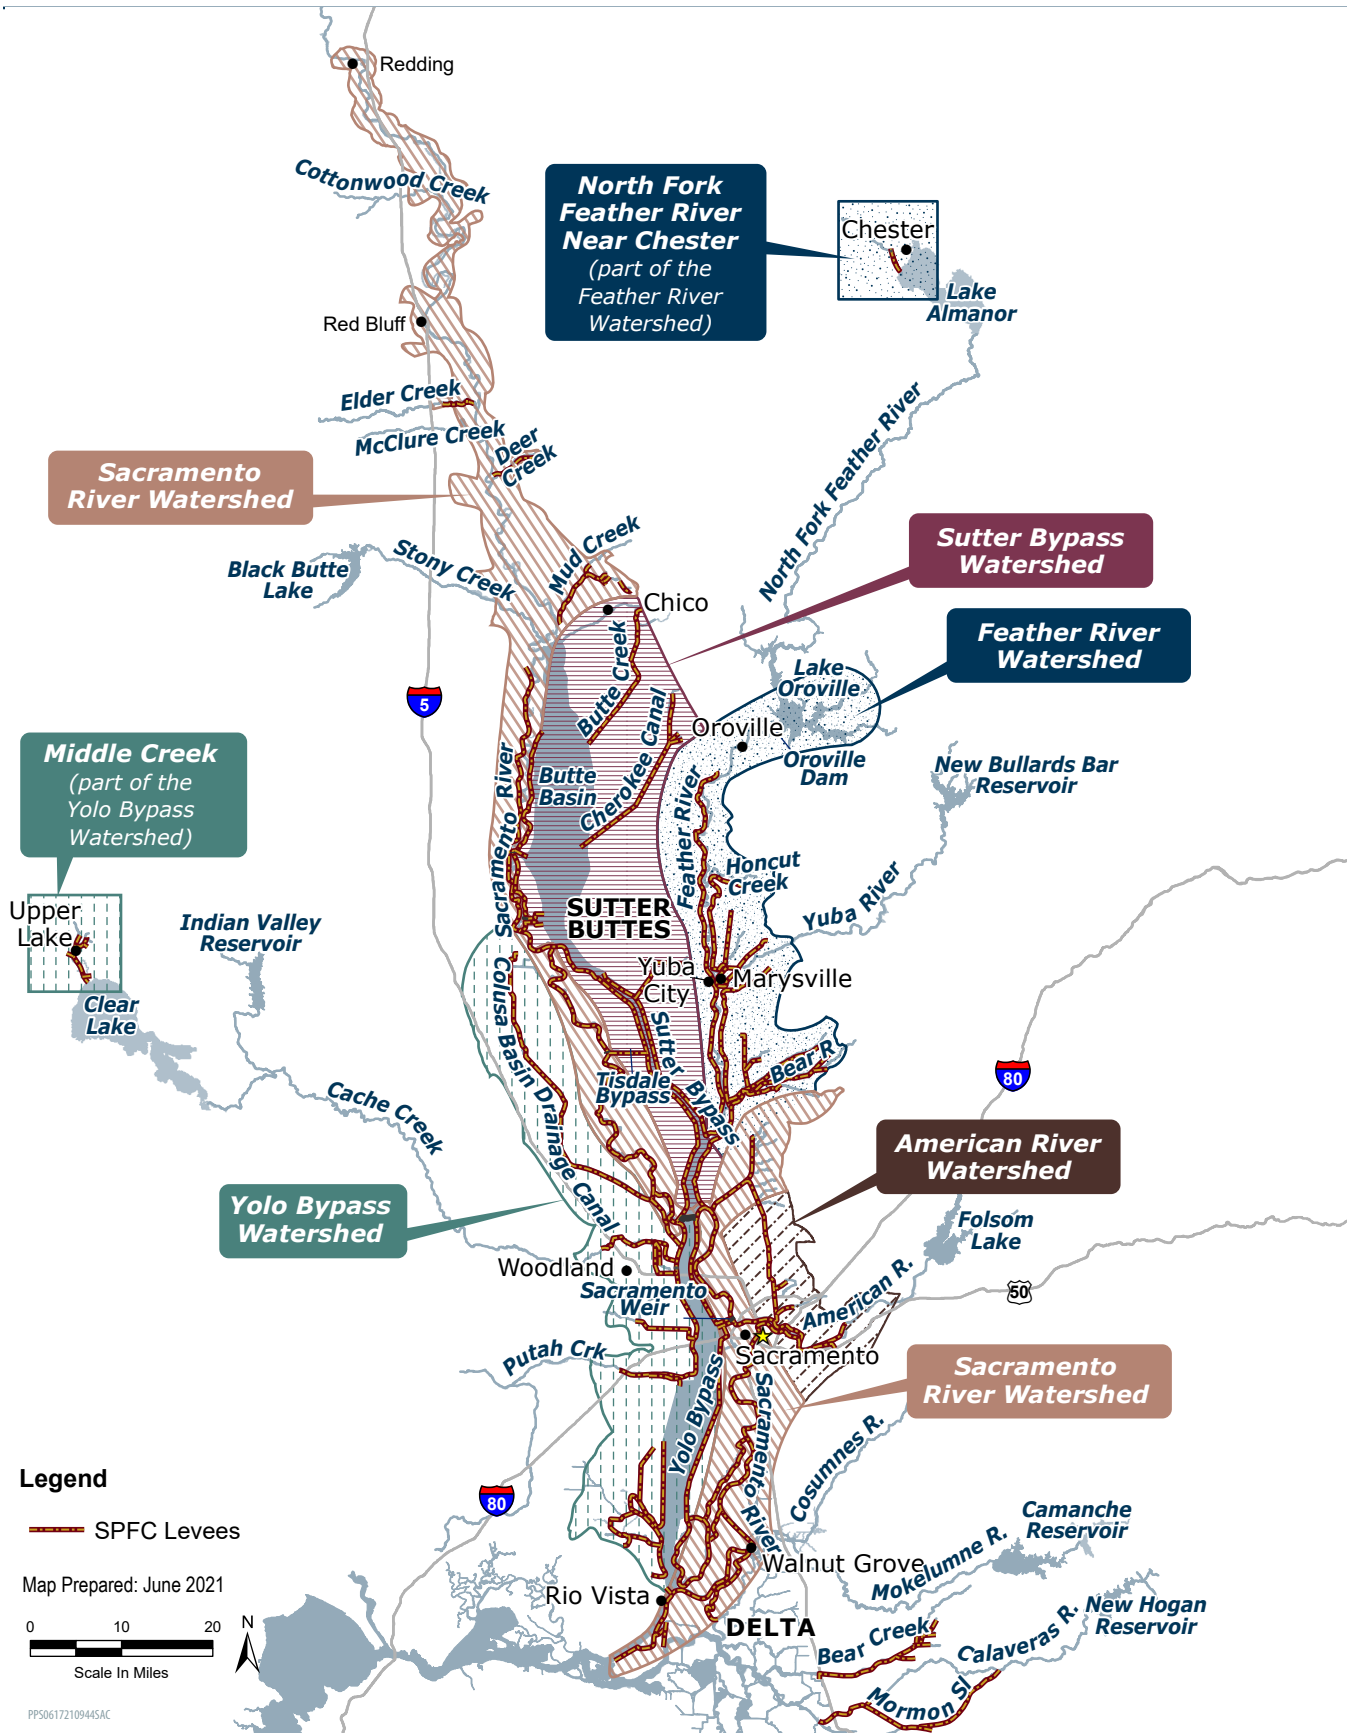 Redding
Cottonwood Creek
North Fork
Feather River
Near Chester
(part of the
Feather River
Watershed)
Chester
Lake
Almanor
Red Bluff
Elder Creek
McClure Creek
Deer
Creek
North Fork Feather River
Sacramento
River Watershed
Sutter Bypass
Watershed
Mud Creek
Stony Creek
Black Butte
Lake
Chico
Feather River
Watershed
Butte Creek
Lake
Oroville
5
Cherokee Canal
Oroville
Middle Creek
(part of the
Yolo Bypass
Watershed)
Sacramento River
Butte
Basin
Feather River
Oroville
Dam
New Bullards Bar
Reservoir
Honcut
Creek
Upper
Lake
Indian Valley
Reservoir
SUTTER
BUTTES
Yuba River
Yuba
City
Marysville
Clear
Lake
Colusa Basin Drainage Canal
Sutter Bypass
Bear R.
Tisdale
Bypass
80
Cache Creek
American River
Watershed
Yolo Bypass
Watershed
Folsom
Lake
Woodland
Sacramento
Weir
American R.
50
Putah Crk
Sacramento
Sacramento
River Watershed
Yolo Bypass
Sacramento River
Cosumnes R.
Legend
SPFC Levees
80
Camanche
Reservoir
Walnut Grove
Mokelumne R.
Map Prepared: June 2021
Rio Vista
New Hogan
Reservoir
DELTA
Bear Creek
Calaveras R.
0 10 20
N
Scale In Miles
Mormon Sl
PPS0617210944SAC